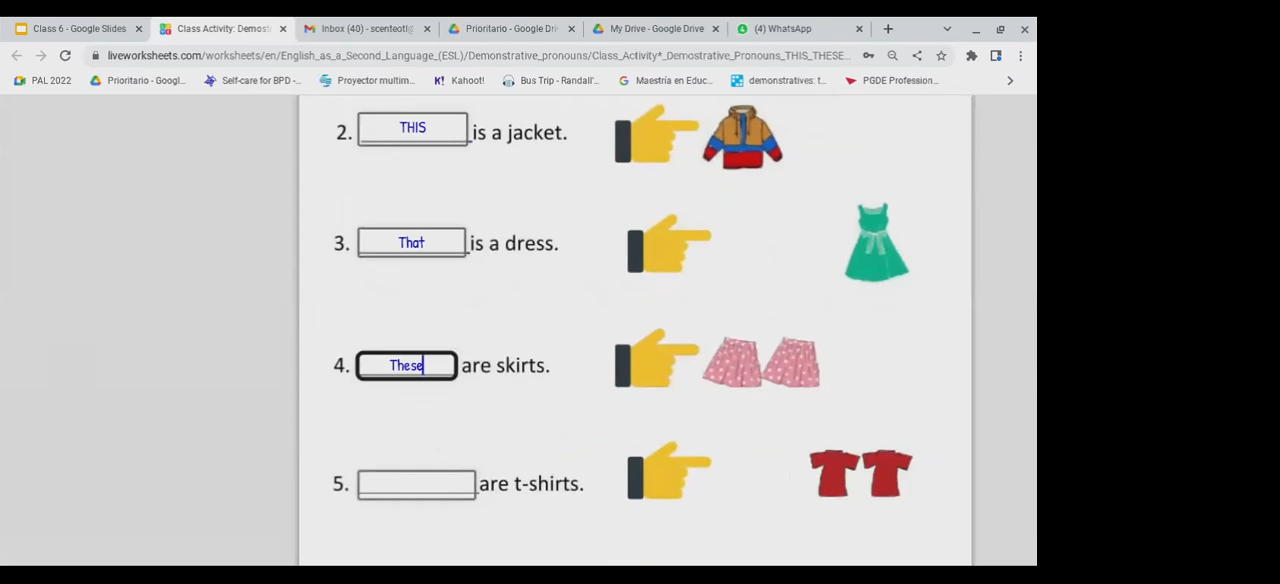 Class 6 - Google Slides
Class Activity: Demost
Inbox (40) - scenteotl@
Prioritario - Google Dri
My Drive - Google Drive
(4) WhatsApp
liveworksheets.com/worksheets/en/English_as_a_Second_Language_(ESL)/Demonstrative_pronouns/Class_Activity*_Demostrative_Pronouns_THIS_THESE...
PAL 2022
Prioritario - Googl...
Self-care for BPD -...
Proyector multim...
K! Kahoot!
Bus Trip - Randall'...
Maestría en Educ...
demonstratives: t...
PGDE Profession...
2. THIS is a jacket.
3. That is a dress.
4. These are skirts.
5. are t-shirts.